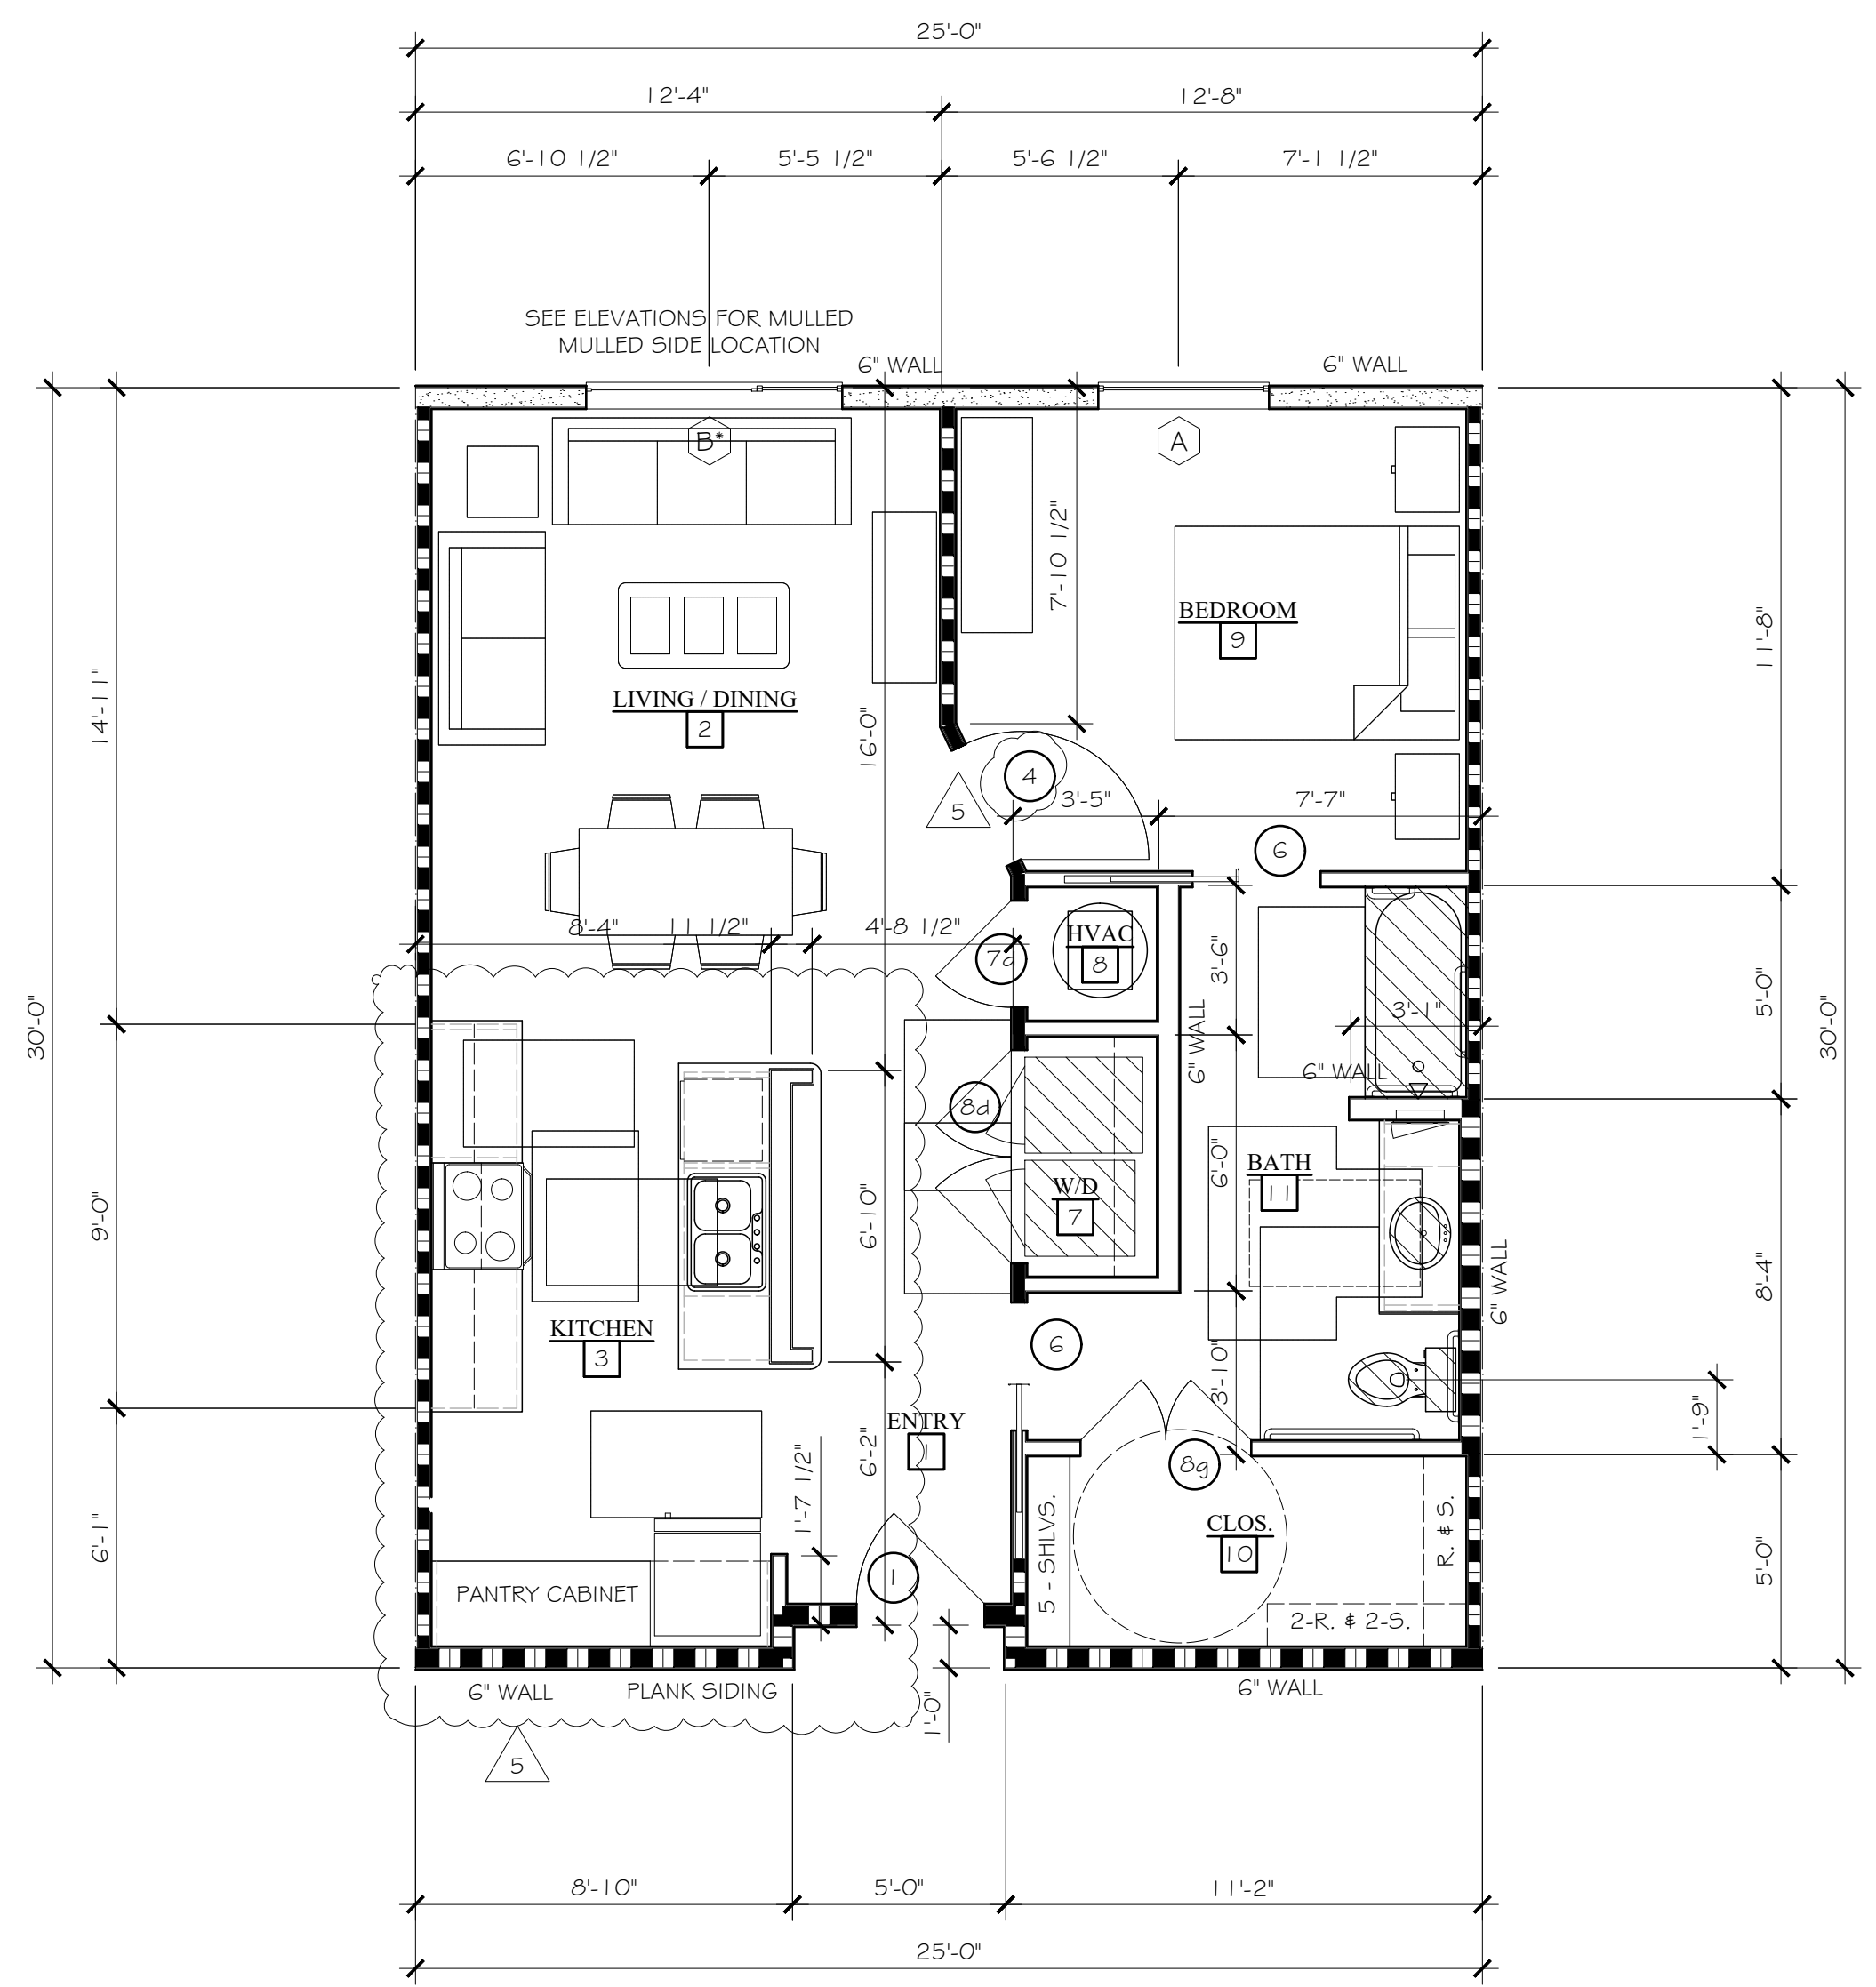 25'-0"
12'-4"
12'-8"
6'-10 1/2"
5'-5 1/2"
5'-6 1/2"
7'-1 1/2"
SEE ELEVATIONS FOR MULLED
MULLED SIDE LOCATION
6" WALL
6" WALL
B*
A
7'-10 1/2"
BEDROOM
9
11'-8"
14'-11"
LIVING / DINING
2
16'-0"
4
5
3'-5"
7'-7"
6
8'-4"
11 1/2"
4'-8 1/2"
7d
HVAC
8
3'-6"
30'-0"
30'-0"
5'-0"
3'-1"
6" WALL
6" WALL
8d
W/D
7
6'-0"
BATH
11
9'-0"
6'-10"
6" WALL
8'-4"
KITCHEN
3
6
3'-10"
1'-9"
ENTRY
1
6'-2"
1'-7 1/2"
8g
5 - SHLVS.
CLOS.
10
R. & S.
6'-1"
5'-0"
PANTRY CABINET
1
2-R. & 2-S.
6" WALL
PLANK SIDING
1'-0"
6" WALL
5
8'-10"
5'-0"
11'-2"
25'-0"